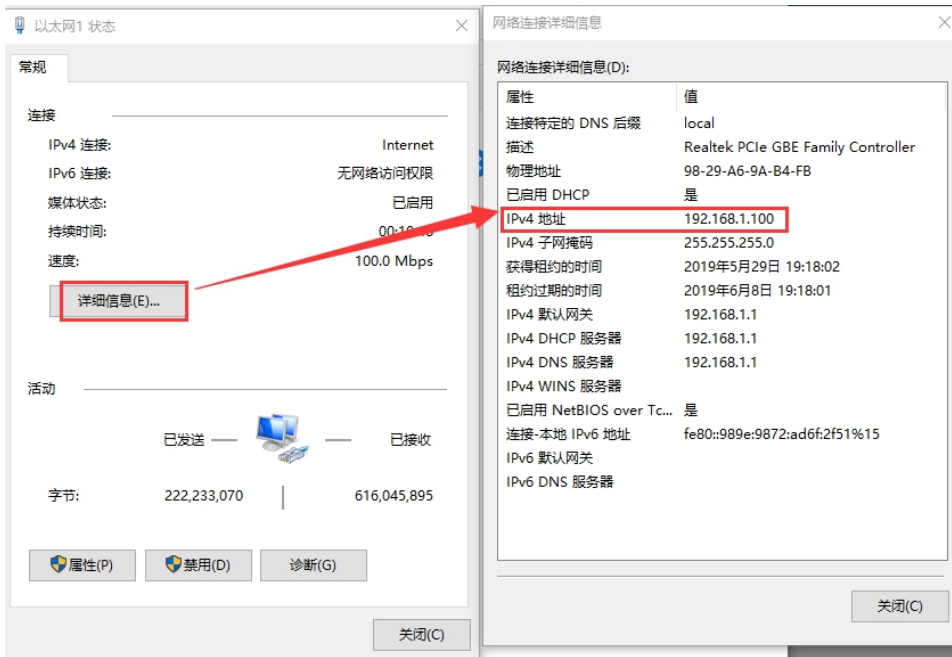 以太网1 状态
常规
连接
IPv4 连接: Internet
IPv6 连接: 无网络访问权限
媒体状态: 已启用
持续时间:
速度: 100.0 Mbps
详细信息(E)...
活动
已发送 — — 已接收
字节: 222,233,070 616,045,895
属性(P) 禁用(D) 诊断(G)
关闭(C)
网络连接详细信息
网络连接详细信息(D):
属性 值
连接特定的 DNS 后缀 local
描述 Realtek PCIe GBE Family Controller
物理地址 98-29-A6-9A-B4-FB
已启用 DHCP 是
IPv4 地址 192.168.1.100
IPv4 子网掩码 255.255.255.0
获得租约的时间 2019年5月29日 19:18:02
租约过期的时间 2019年6月8日 19:18:01
IPv4 默认网关 192.168.1.1
IPv4 DHCP 服务器 192.168.1.1
IPv4 DNS 服务器 192.168.1.1
IPv4 WINS 服务器
已启用 NetBIOS over Tc... 是
连接-本地 IPv6 地址 fe80::989e:9872:ad6f:2f51%15
IPv6 默认网关
IPv6 DNS 服务器
关闭(C)